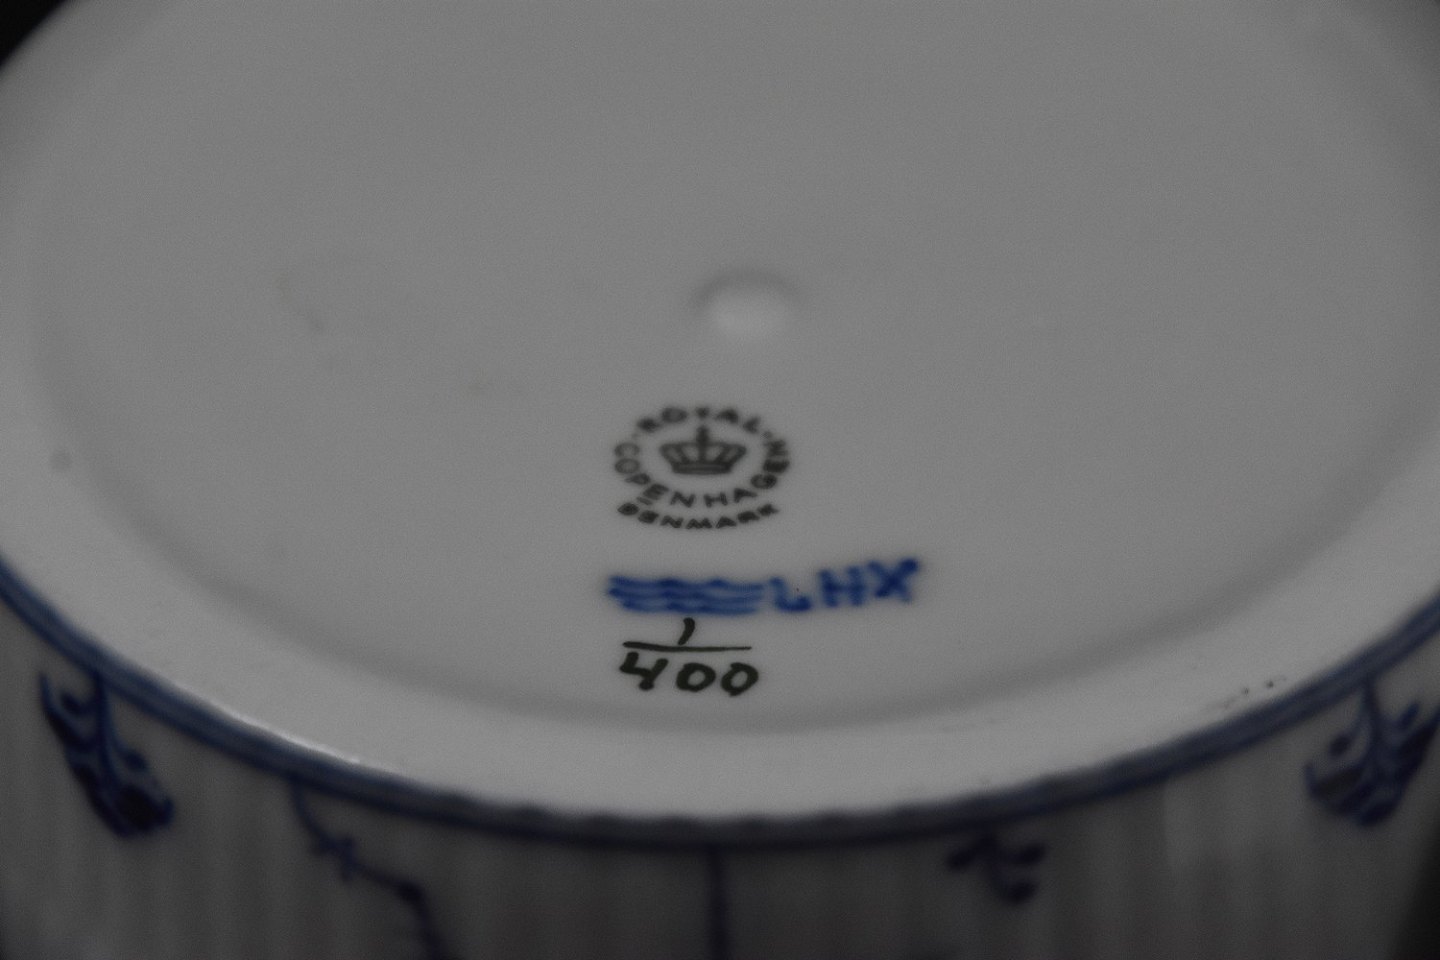 ROYAL
COPENHAGEN
DENMARK
LHX
1
400